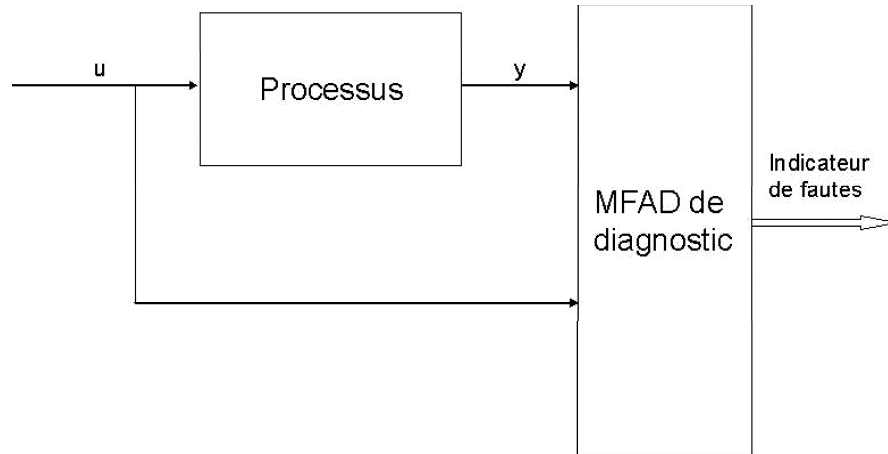 u
Processus
y
MFAD de
diagnostic
Indicateur
de fautes